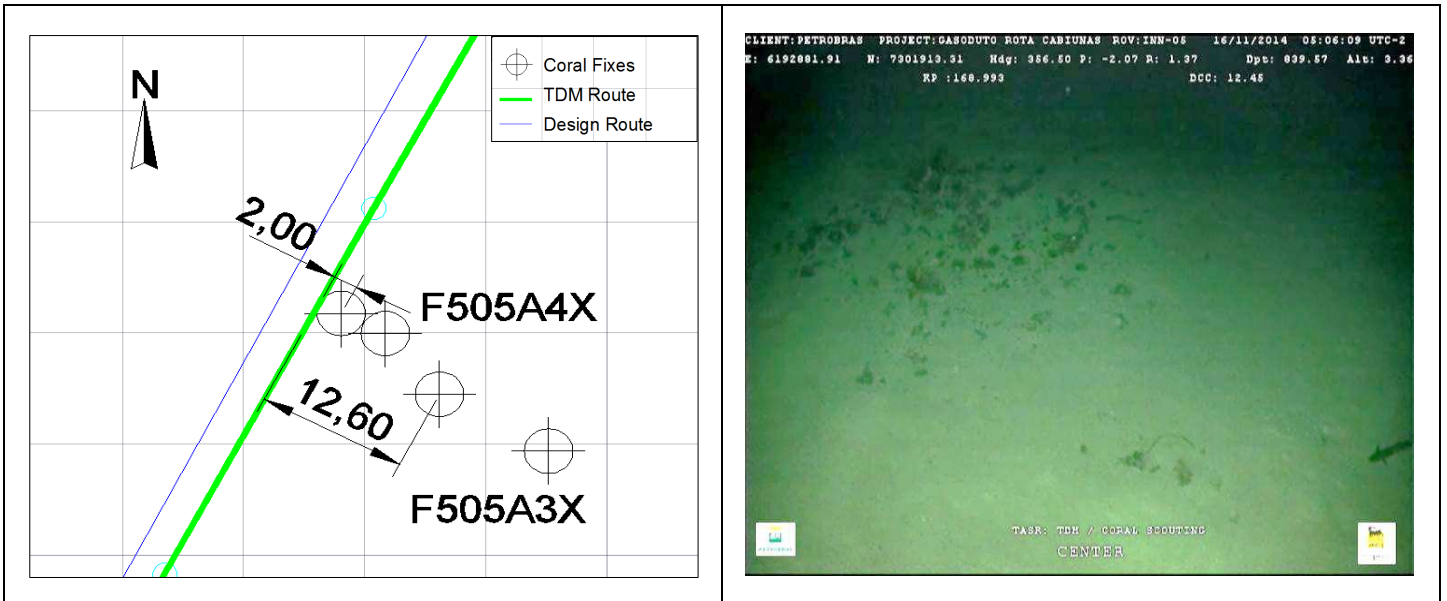 N
Coral Fixes
TDM Route
Design Route
2,00
F505A4X
12,60
F505A3X
CLIENT:PETROBRAS PROJECT:GASODUTO ROTA CABIUNAS ROV:INN-05 16/11/2014 05:06:09 UTC-2
E: 6192881.91 N: 7301913.31 Hdg: 356.50 P: -2.07 R: 1.37 Dpt: 839.57 Alt: 3.36
KP :168.993 DCC: 12.45
TASK: TDM / CORAL SCOUTING
CENTER